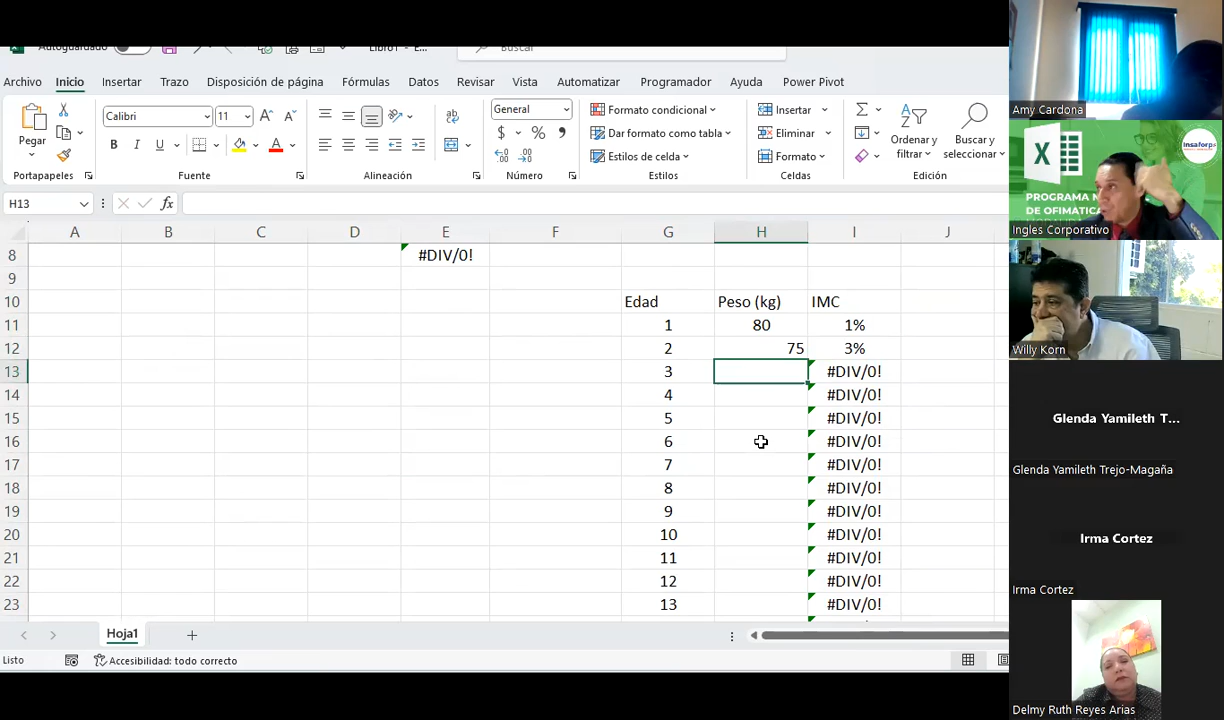 Autoguardado
Libro1 - E...
Buscar
Archivo Inicio Insertar Trazo Disposición de página Fórmulas Datos Revisar Vista Automatizar Programador Ayuda Power Pivot
Pegar
Calibri 11
N K S
General
$ % 000
Formato condicional
Dar formato como tabla
Estilos de celda
Insertar
Eliminar
Formato
Ordenar y filtrar
Buscar y seleccionar
Portapapeles Fuente Alineación Número Estilos Celdas Edición
H13 fx
A B C D E F G H I J
8 #DIV/0!
9
10 Edad Peso (kg) IMC
11 1 80 1%
12 2 75 3%
13 3 #DIV/0!
14 4 #DIV/0!
15 5 #DIV/0!
16 6 #DIV/0!
17 7 #DIV/0!
18 8 #DIV/0!
19 9 #DIV/0!
20 10 #DIV/0!
21 11 #DIV/0!
22 12 #DIV/0!
23 13 #DIV/0!
Hoja1
Listo Accesibilidad: todo correcto
Amy Cardona
insaforp
PROGRAMA N
DE OFIMATIC
Ingles Corporativo
Willy Korn
Glenda Yamileth T...
Glenda Yamileth Trejo-Magaña
Irma Cortez
Irma Cortez
Delmy Ruth Reyes Arias